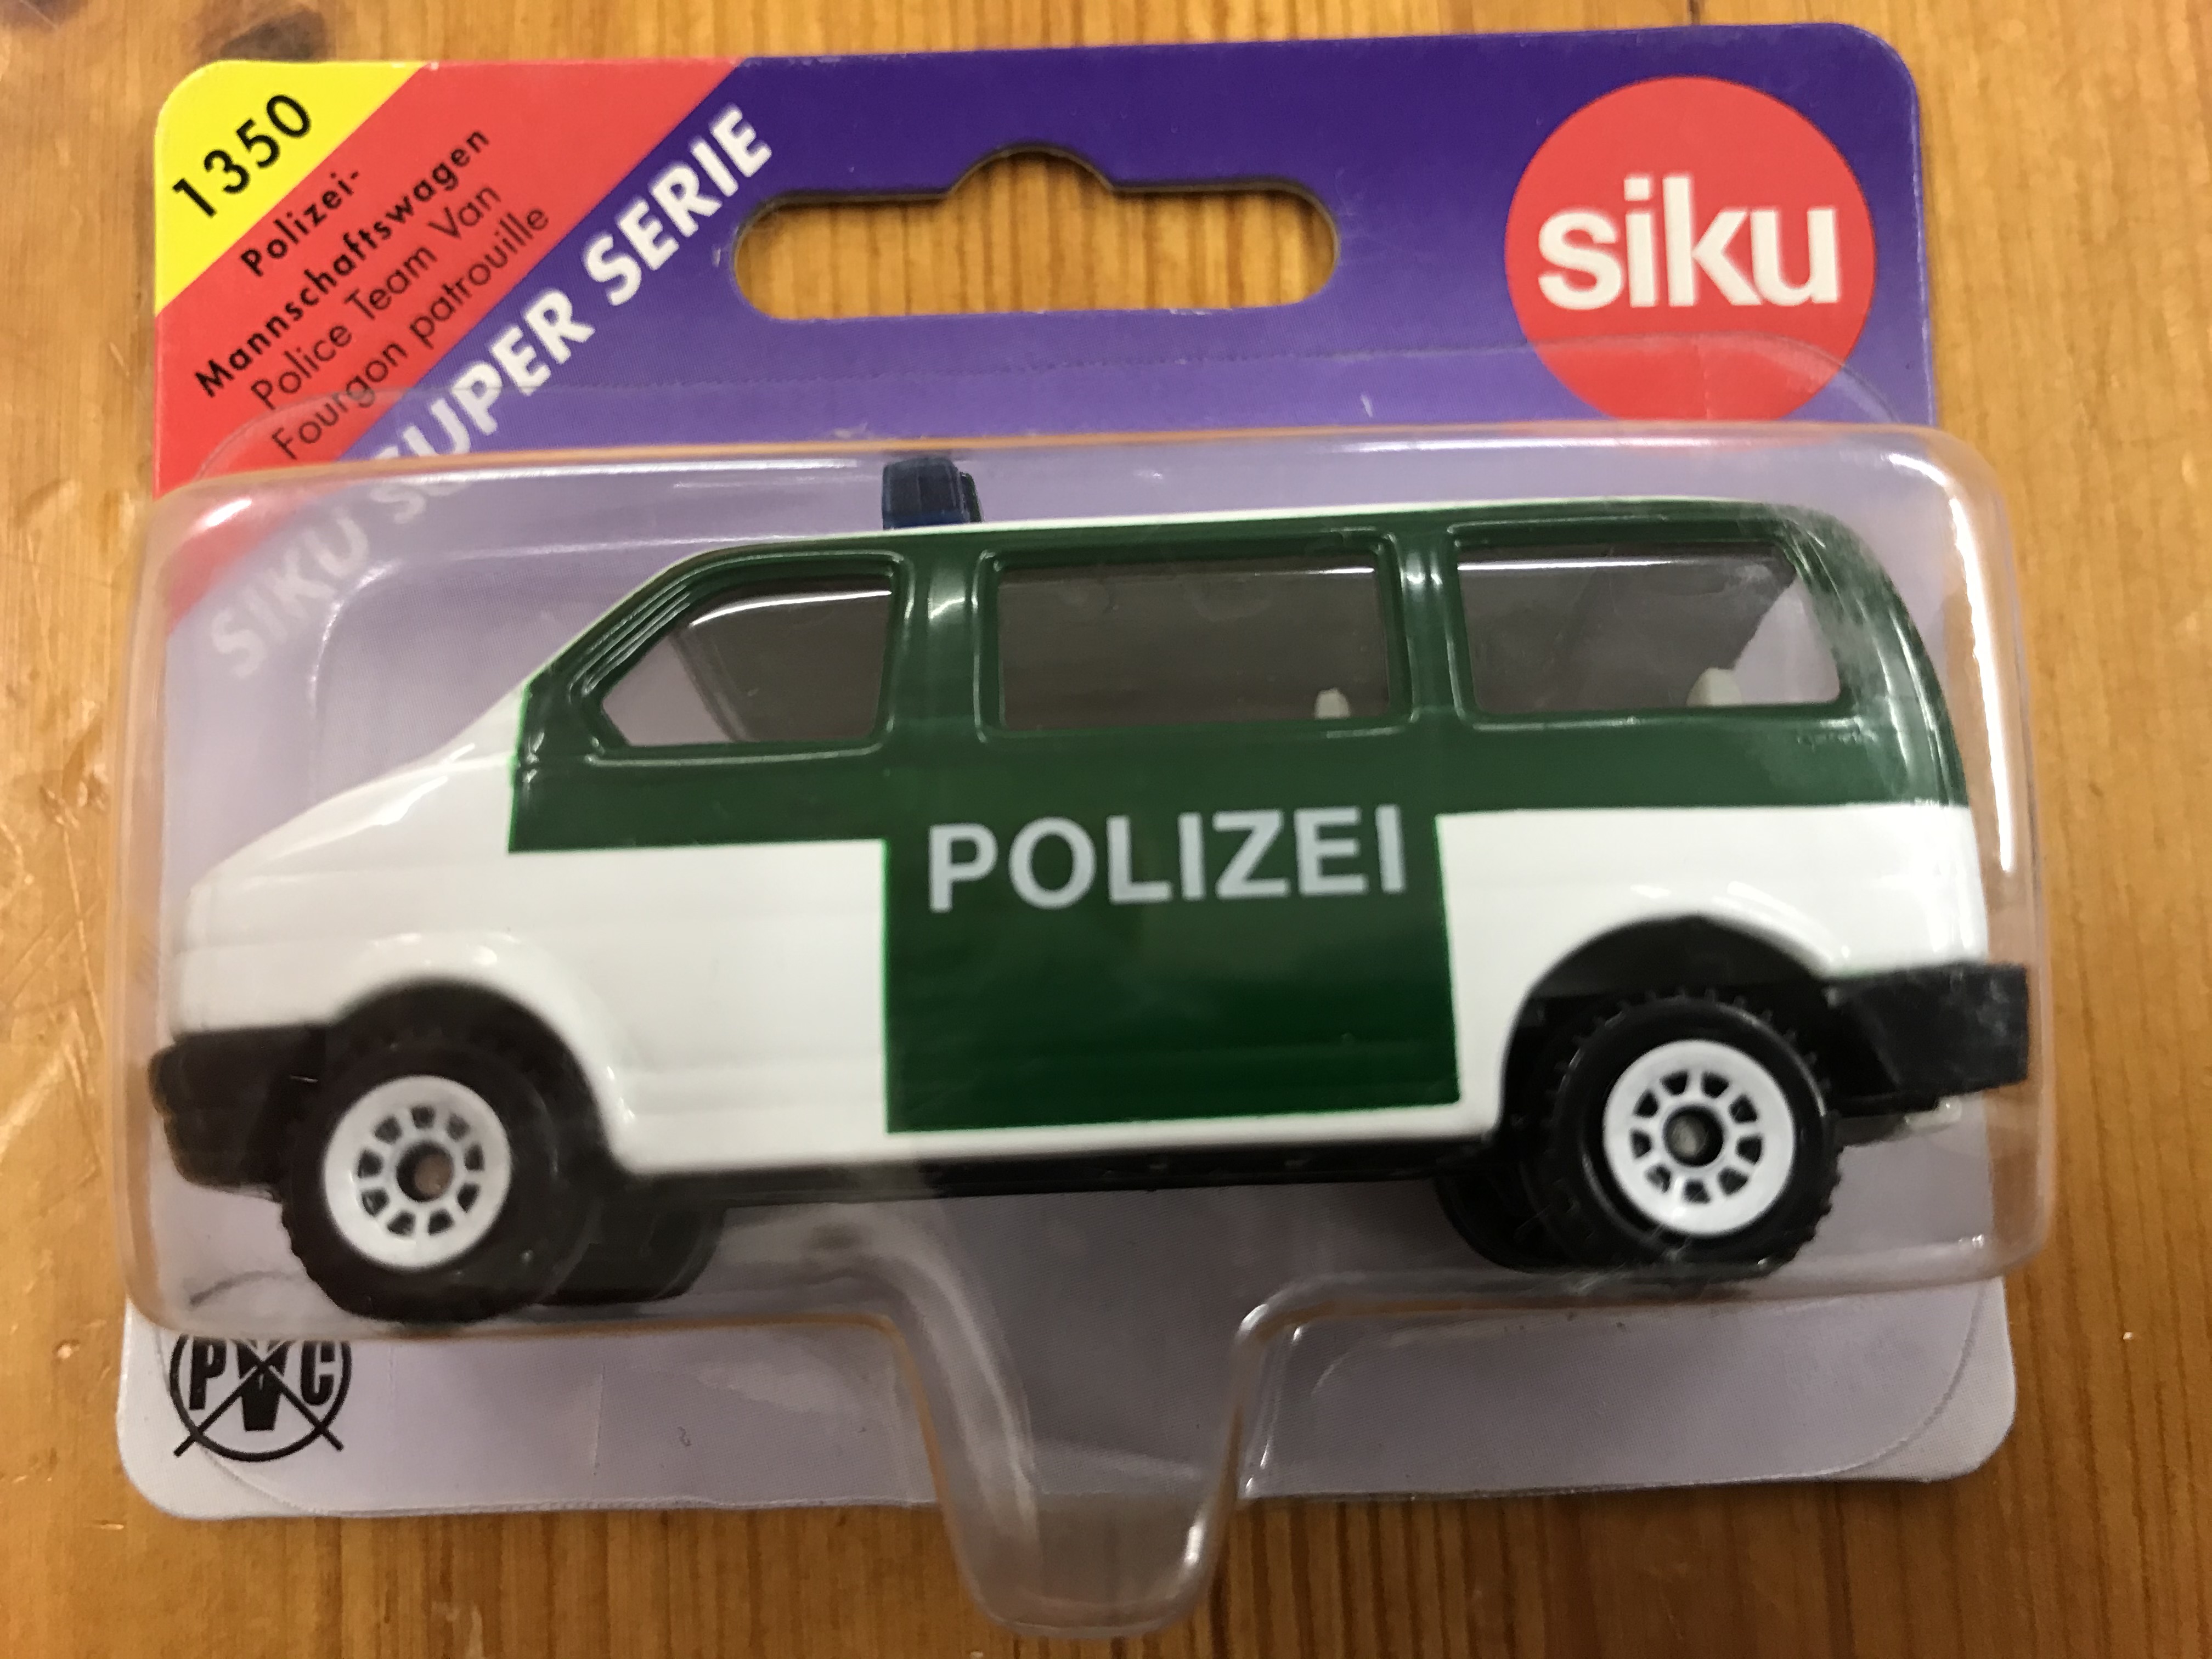 1350
Polizei-
Mannschaftswagen
Police Team Van
Fourgon patrouille
SIKU SUPER SERIE
siku
POLIZEI
PVC